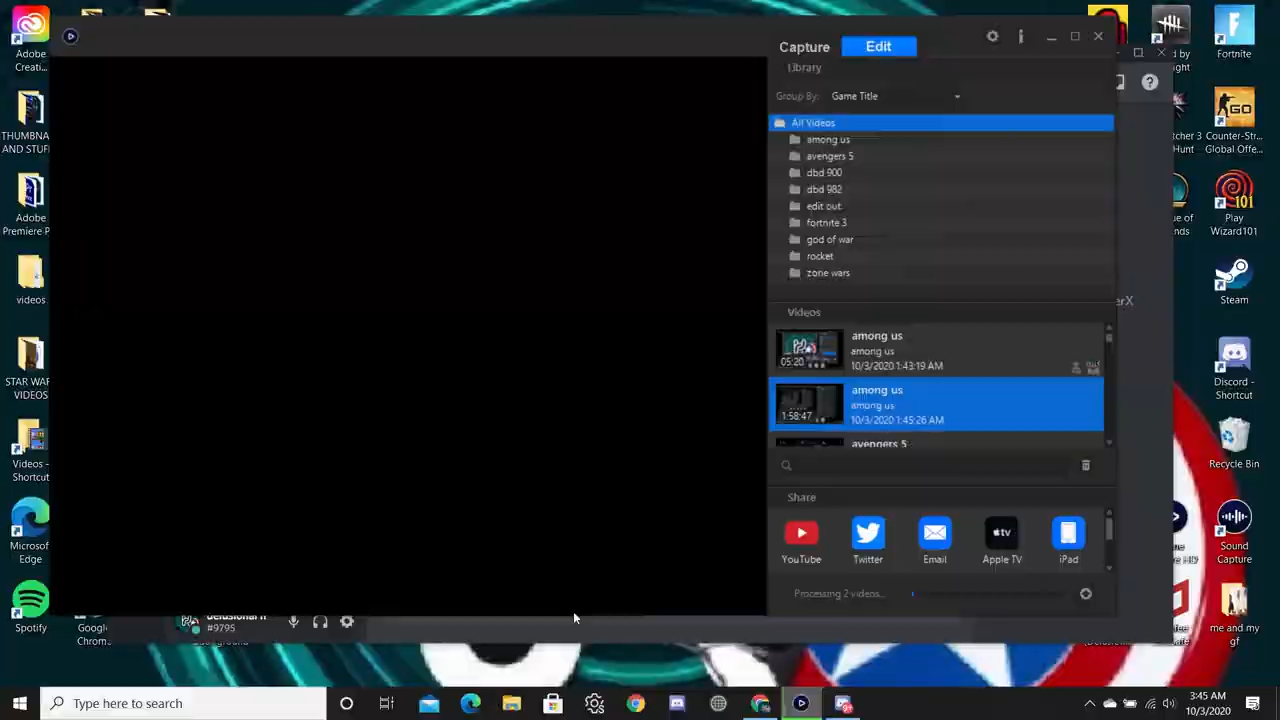 Adobe
Creati...
THUMBNA...
AND STUF...
Adobe
Premiere P...
videos
STAR WAR...
VIDEOS
Videos -
Shortcut
Microsof...
Edge
Spotify
Google
Chrome
Capture
Edit
Library
Group By:
Game Title
All Videos
among us
avengers 5
dbd 900
dbd 982
edit out
fortnite 3
god of war
rocket
zone wars
Videos
05:20
among us
among us
10/3/2020 1:43:19 AM
1:58:47
among us
among us
10/3/2020 1:45:26 AM
avengers 5
Share
YouTube
Twitter
Email
Apple TV
iPad
Processing 2 videos...
#9795
Fortnite
Counter-Str...
Global Offe...
Play
Wizard101
Steam
Discord -
Shortcut
Recycle Bin
Sound
Capture
me and my
gf
Type here to search
3:45 AM
10/3/2020